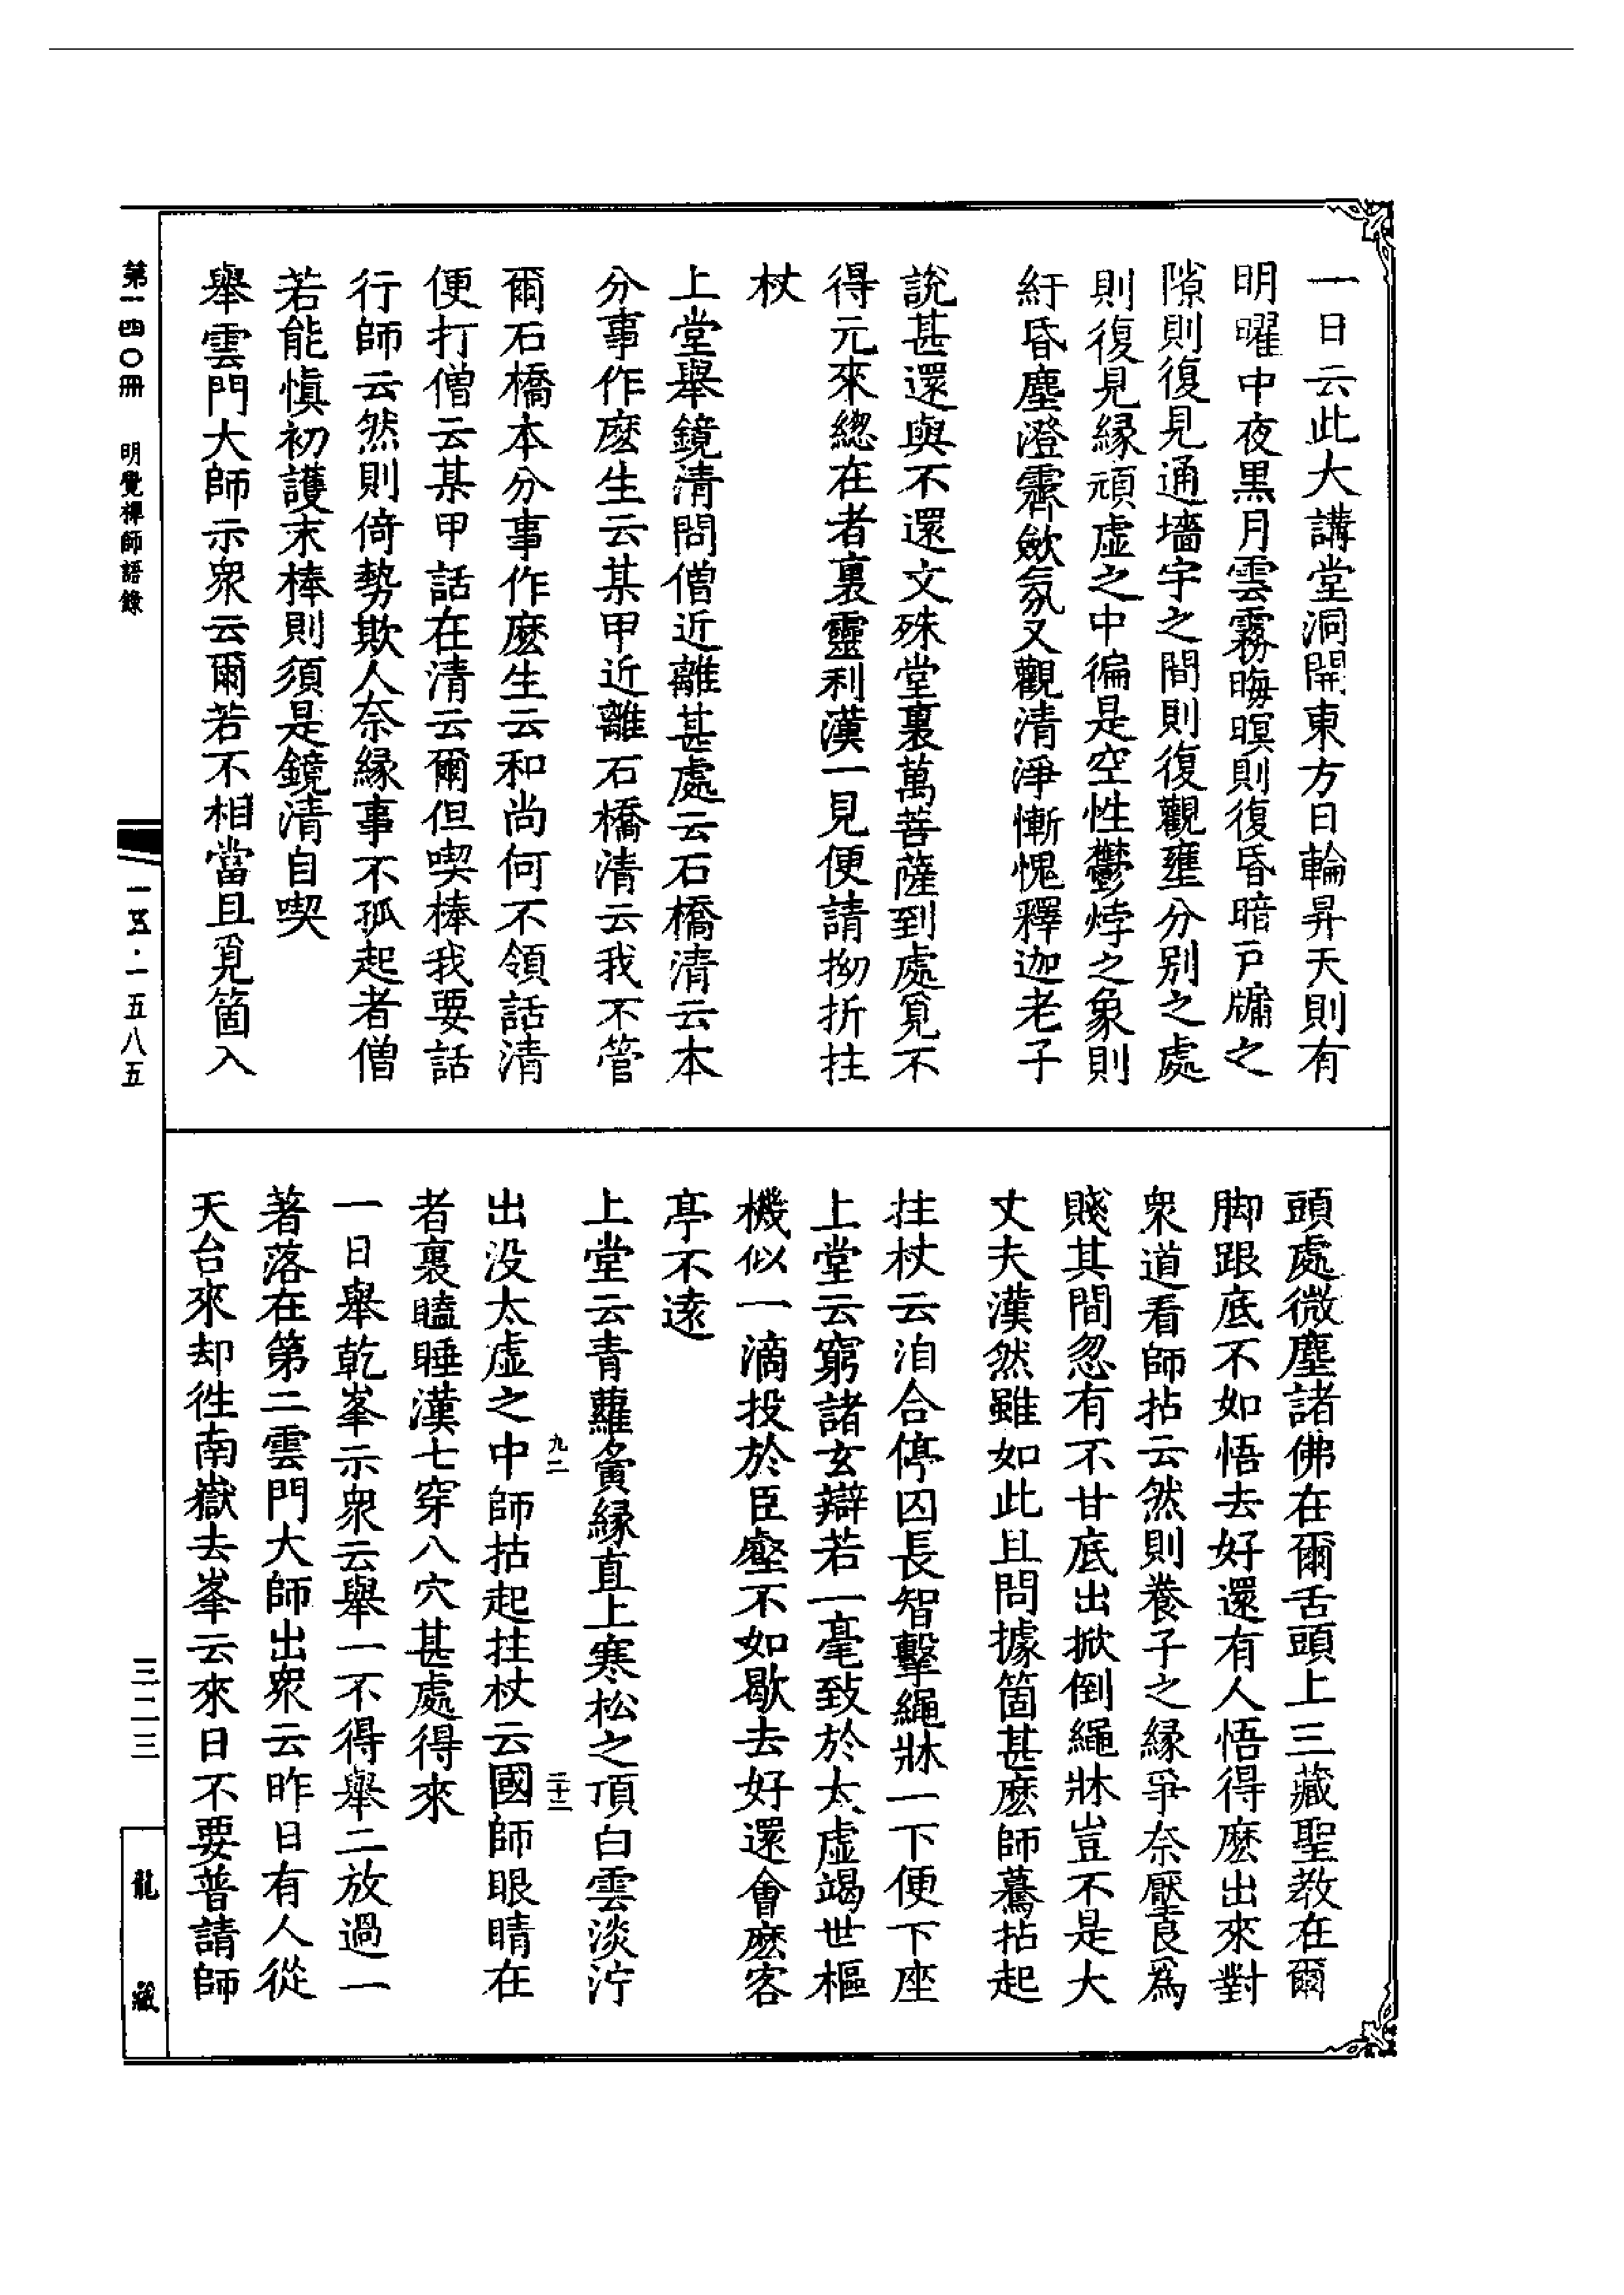 一日云此大講堂洞開東方日輪昇天則有
明曜中夜黒月雲霧晦暝則復昏暗戸牖之
隙則復見通墻宇之間則復觀壅分別之處
則復見縁頑虛之中徧是空性鬱㶿之象則
紆昏塵澄霽歛氛又觀清淨慚愧釋迦老子
說甚還與不還文殊堂裏萬菩薩到處覓不
得元來總在者裏靈利漢一見便請拗折拄
杖
上堂舉鏡清問僧近離甚處云石橋清云本
分事作麽生云某甲近離石橋清云我不管
爾石橋本分事作麽生云和尚何不領話清
便打僧云某甲話在清云爾但喫棒我要話
行師云然則倚勢欺人奈縁事不孤起者僧
若能愼初護末棒則須是鏡清自喫
舉雲門大師示衆云爾若不相當且覓箇入
頭處微塵諸佛在爾舌頭上三藏聖教在爾
脚跟底不如悟去好還有人悟得麽出來對
衆道看師拈云然則養子之縁爭奈壓良爲
賤其間忽有不甘底出掀倒繩牀豈不是大
丈夫漢然雖如此且問據箇甚麽師驀拈起
拄杖云洎合停囚長智擊繩牀一下便下座
上堂云窮諸玄辯若一毫致於太虛竭世樞
機似一滴投於臣壑不如歇去好還會麽客
亭不遠
上堂云青蘿夤縁直上寒松之頂白雲淡泞
出没太虛之中師拈起拄杖云國師眼睛在
者裏瞌睡漢七穿八穴甚處得來
一日舉乾峯示衆云舉一不得舉二放過一
著落在第二雲門大師出衆云昨日有人從
天台來却徃南嶽去峯云來日不要普請師
九二
二十三
第一四〇冊
明覺禪師語錄
一五·一五八五
三二三
龍藏